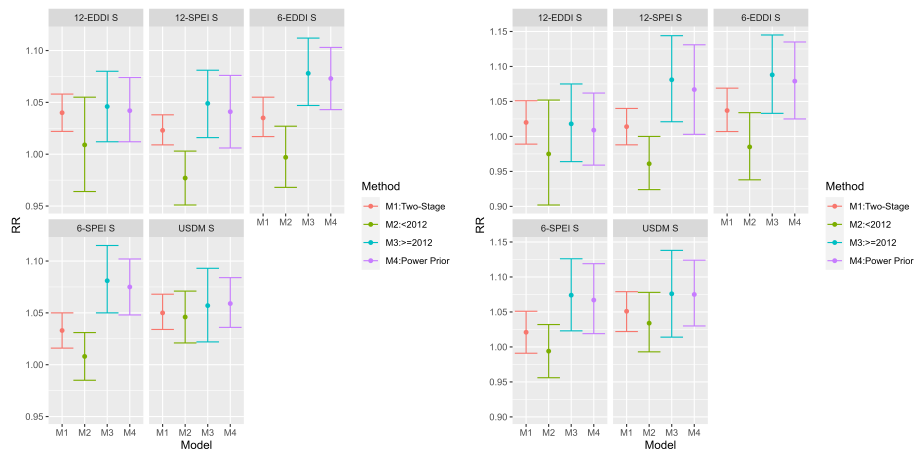 12-EDDI S 12-SPEI S 6-EDDI S
1.10
1.05
1.00
0.95
M1 M2 M3 M4
6-SPEI S USDM S
1.10
1.05
1.00
0.95
M1 M2 M3 M4 M1 M2 M3 M4
RR
Model
Method
M1:Two-Stage
M2:<2012
M3:>=2012
M4:Power Prior
12-EDDI S 12-SPEI S 6-EDDI S
1.15
1.10
1.05
1.00
0.95
0.90
M1 M2 M3 M4
6-SPEI S USDM S
1.15
1.10
1.05
1.00
0.95
0.90
M1 M2 M3 M4 M1 M2 M3 M4
RR
Model
Method
M1:Two-Stage
M2:<2012
M3:>=2012
M4:Power Prior